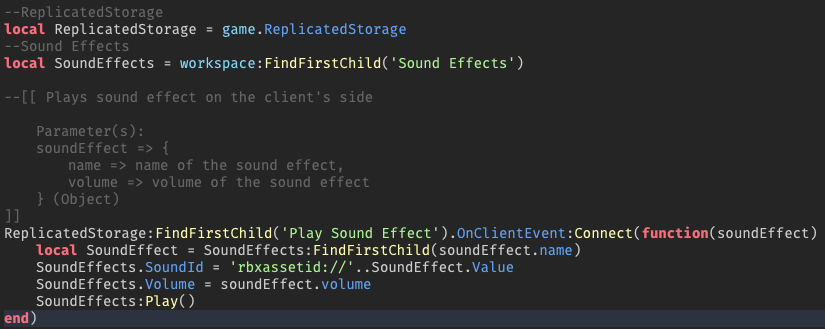 --ReplicatedStorage
local ReplicatedStorage = game.ReplicatedStorage
--Sound Effects
local SoundEffects = workspace:FindFirstChild('Sound Effects')

--[[ Plays sound effect on the client's side

    Parameter(s):
    soundEffect => {
        name => name of the sound effect,
        volume => volume of the sound effect
    } (Object)
]]
ReplicatedStorage:FindFirstChild('Play Sound Effect').OnClientEvent:Connect(function(soundEffect)
    local SoundEffect = SoundEffects:FindFirstChild(soundEffect.name)
    SoundEffects.SoundId = 'rbxassetid://'..SoundEffect.Value
    SoundEffects.Volume = soundEffect.volume
    SoundEffects:Play()
end)